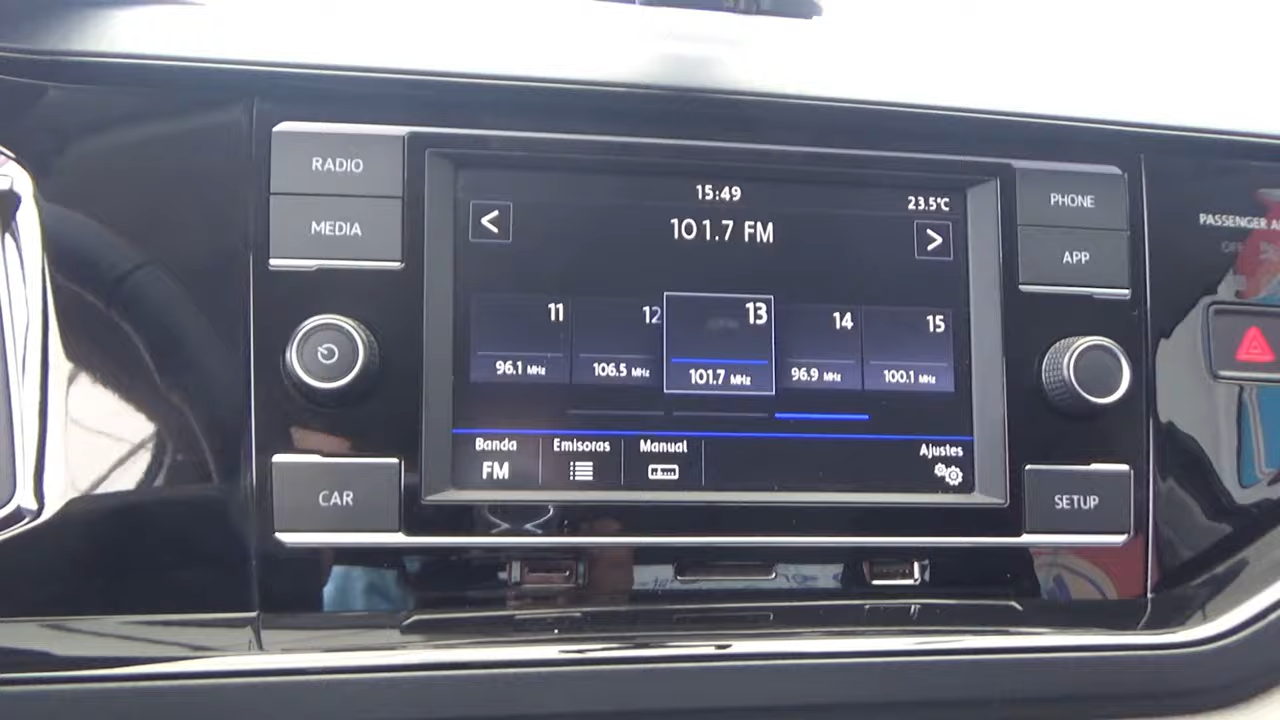 RADIO
MEDIA
CAR
15:49
23.5°C
101.7 FM
<
>
11
12
13
14
15
96.1 MHz
106.5 MHz
101.7 MHz
96.9 MHz
100.1 MHz
Banda
FM
Emisoras
Manual
Ajustes
PHONE
APP
SETUP
PASSENGER